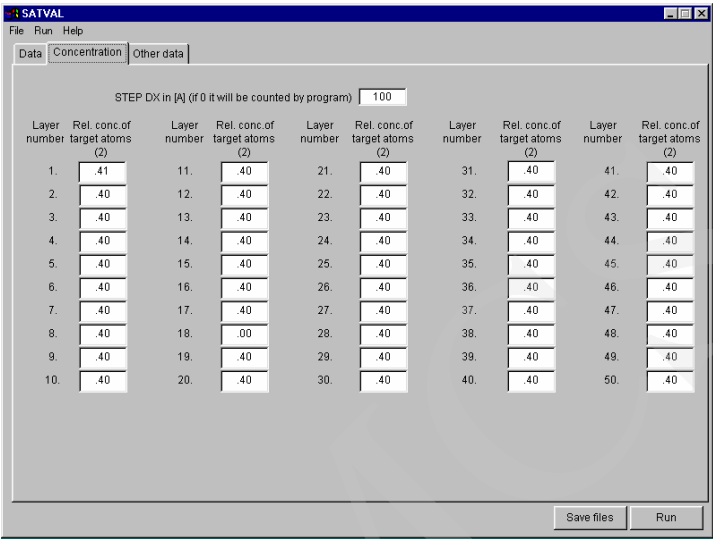 SATVAL
File Run Help
Data Concentration Other data
STEP DX in [A] (if 0 it will be counted by program) 100
Layer Rel. conc.of Layer Rel. conc.of Layer Rel. conc.of Layer Rel. conc.of Layer Rel. conc.of
number target atoms number target atoms number target atoms number target atoms number target atoms
(2) (2) (2) (2) (2)
1. .41 11. .40 21. .40 31. .40 41. .40
2. .40 12. .40 22. .40 32. .40 42. .40
3. .40 13. .40 23. .40 33. .40 43. .40
4. .40 14. .40 24. .40 34. .40 44. .40
5. .40 15. .40 25. .40 35. .40 45. .40
6. .40 16. .40 26. .40 36. .40 46. .40
7. .40 17. .40 27. .40 37. .40 47. .40
8. .40 18. .00 28. .40 38. .40 48. .40
9. .40 19. .40 29. .40 39. .40 49. .40
10. .40 20. .40 30. .40 40. .40 50. .40
Save files Run